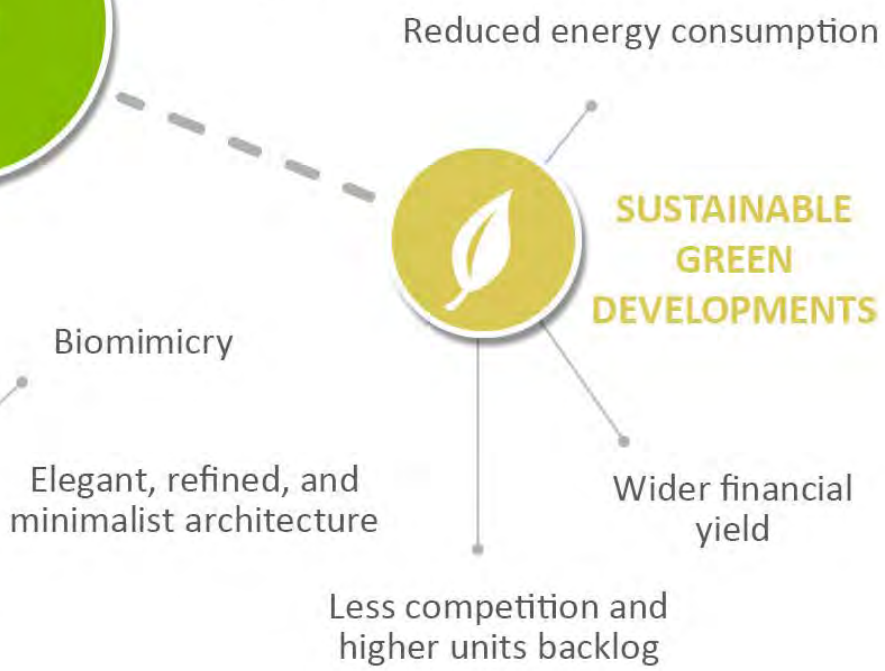 Reduced energy consumption
SUSTAINABLE
GREEN
DEVELOPMENTS
Biomimicry
Elegant, refined, and
minimalist architecture
Wider financial
yield
Less competition and
higher units backlog